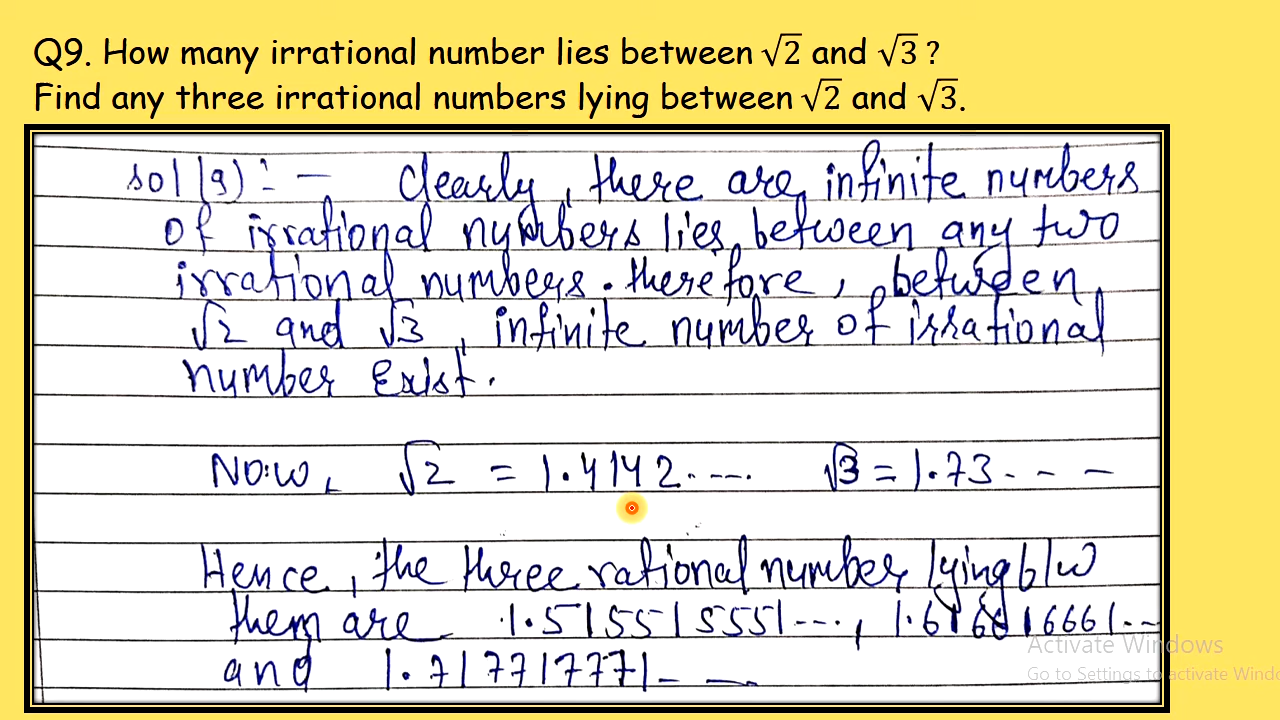 Q9. How many irrational number lies between √2 and √3 ?
Find any three irrational numbers lying between √2 and √3.
sol(9):- Clearly, there are infinite numbers
of irrational numbers lies between any two
irrational numbers. therefore, between
√2 and √3, infinite number of irrational
number Exist.
Now, √2 = 1.4142..... √3 = 1.73 - - -
Hence, the three rational number lying b/w
them are 1.515515551..., 1.616616661...
and 1.717717771- -
Activate Windows
Go to Settings to activate Windo